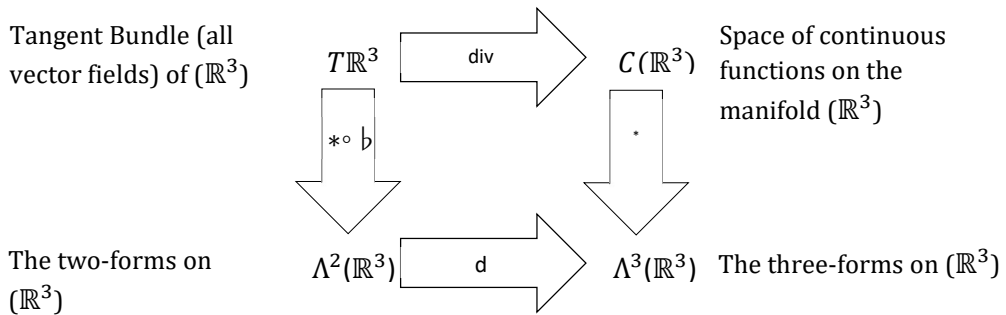 Tangent Bundle (all
vector fields) of (ℝ³)
Tℝ³
div
C(ℝ³)
Space of continuous
functions on the
manifold (ℝ³)
*∘ ♭
*
The two-forms on
(ℝ³)
Λ²(ℝ³)
d
Λ³(ℝ³)
The three-forms on (ℝ³)